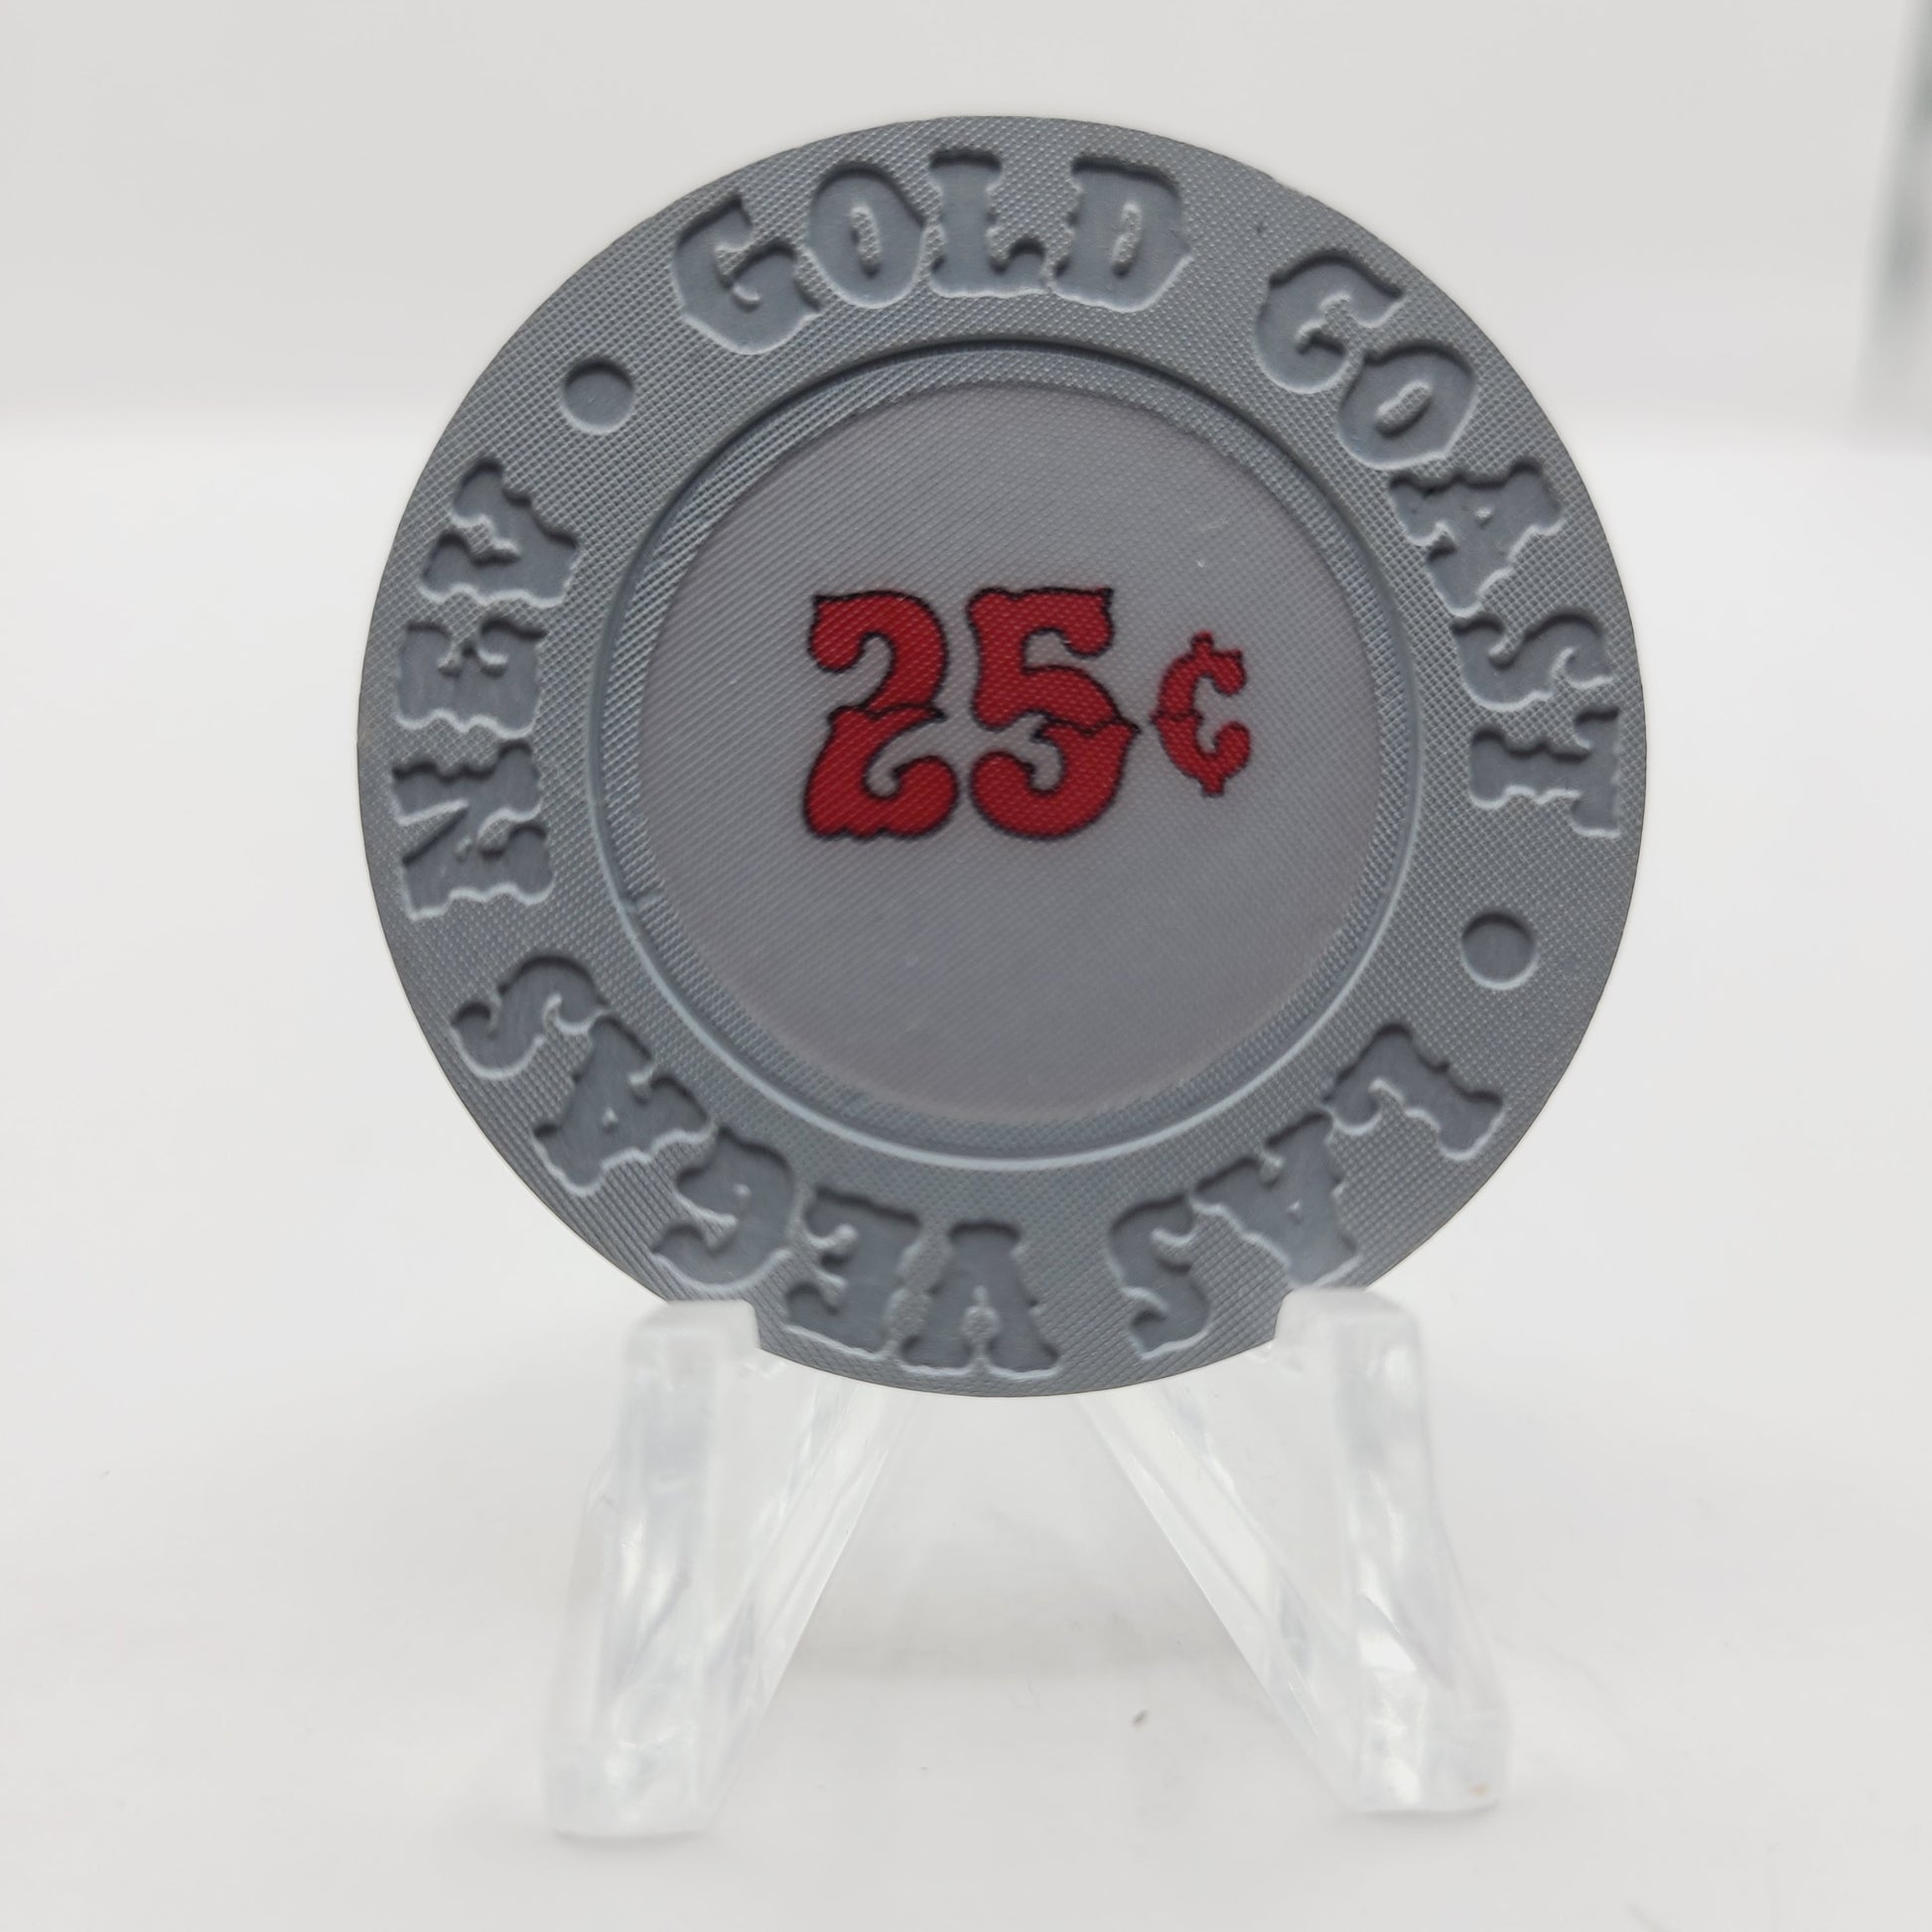 GOLD COAST • LAS VEGAS NEV •
25¢